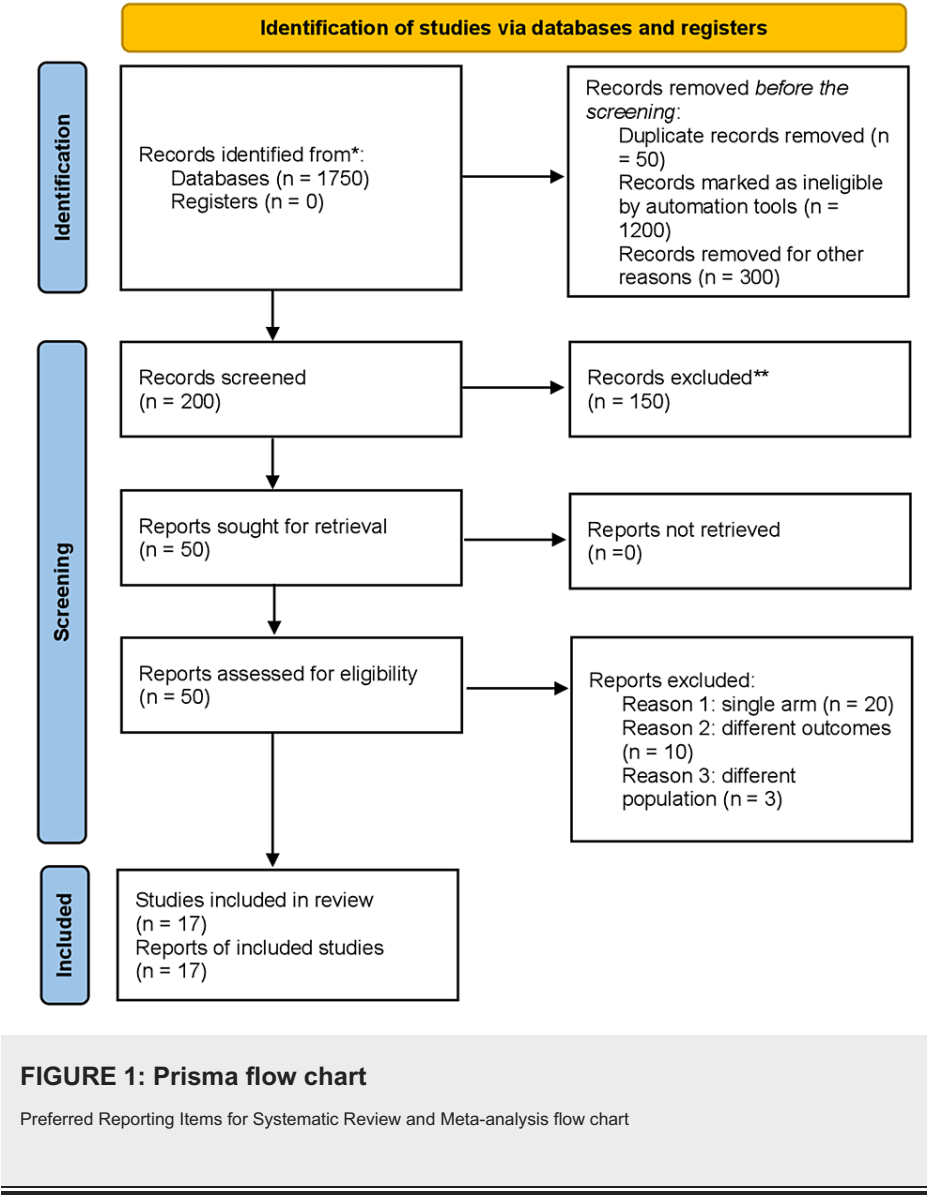 Identification of studies via databases and registers
Identification
Records identified from*:
Databases (n = 1750)
Registers (n = 0)
Records removed before the
screening:
Duplicate records removed (n
= 50)
Records marked as ineligible
by automation tools (n =
1200)
Records removed for other
reasons (n = 300)
Screening
Records screened
(n = 200)
Records excluded**
(n = 150)
Reports sought for retrieval
(n = 50)
Reports not retrieved
(n =0)
Reports assessed for eligibility
(n = 50)
Reports excluded:
Reason 1: single arm (n = 20)
Reason 2: different outcomes
(n = 10)
Reason 3: different
population (n = 3)
Included
Studies included in review
(n = 17)
Reports of included studies
(n = 17)
FIGURE 1: Prisma flow chart
Preferred Reporting Items for Systematic Review and Meta-analysis flow chart